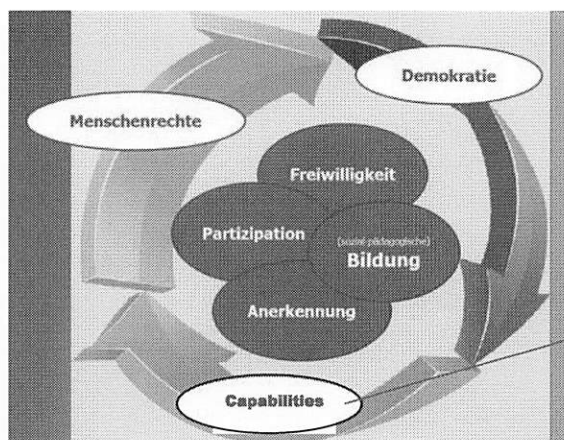 Demokratie
Menschenrechte
Freiwilligkeit
Partizipation
(sozial pädagogische)
Bildung
Anerkennung
Capabilities